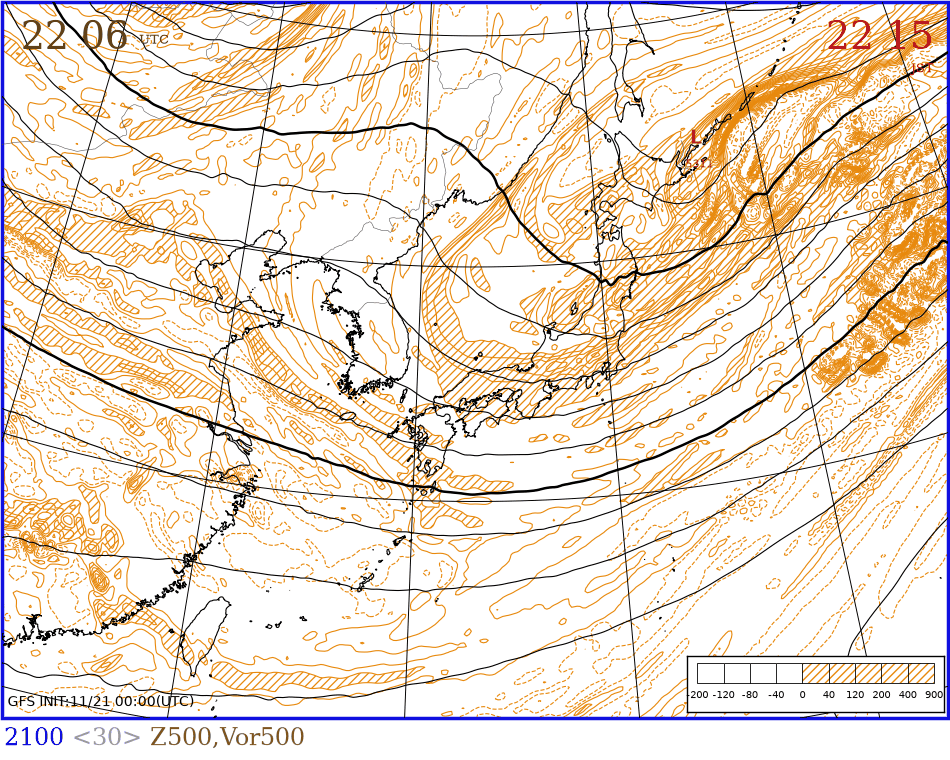 22 06 UTC
22 15
JST
L
5311
-200 -120 -80 -40 0 40 120 200 400 900
GFS INIT:11/21 00:00(UTC)
2100 <30> Z500,Vor500